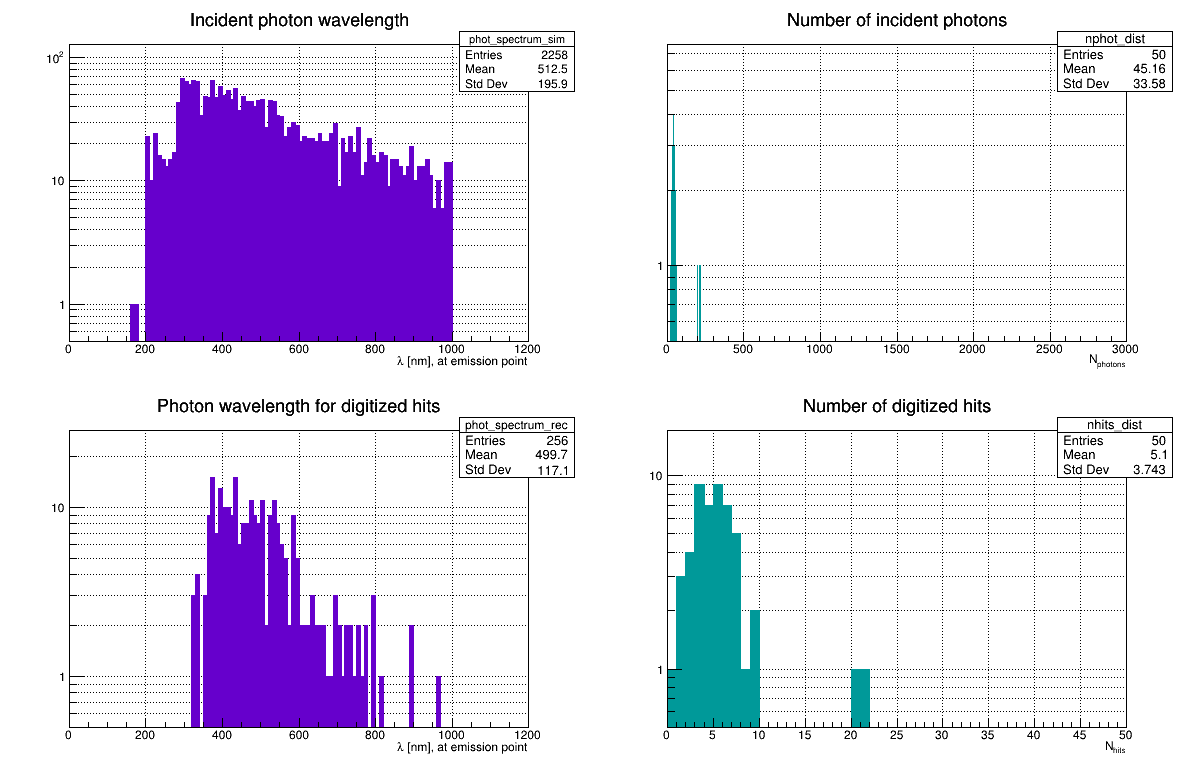 Incident photon wavelength
phot_spectrum_sim
Entries 2258
Mean 512.5
Std Dev 195.9
10²
10
1
0 200 400 600 800 1000 1200
λ [nm], at emission point
Number of incident photons
nphot_dist
Entries 50
Mean 45.16
Std Dev 33.58
1
0 500 1000 1500 2000 2500 3000
Nphotons
Photon wavelength for digitized hits
phot_spectrum_rec
Entries 256
Mean 499.7
Std Dev 117.1
10
1
0 200 400 600 800 1000 1200
λ [nm], at emission point
Number of digitized hits
nhits_dist
Entries 50
Mean 5.1
Std Dev 3.743
10
1
0 5 10 15 20 25 30 35 40 45 50
Nhits